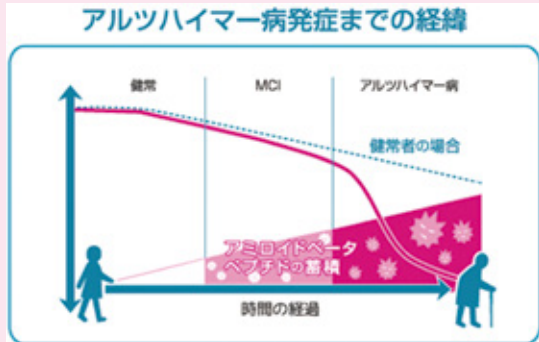 アルツハイマー病発症までの経緯
健常
MCI
アルツハイマー病
健常者の場合
アミロイドベータ
ペプチドの蓄積
時間の経過